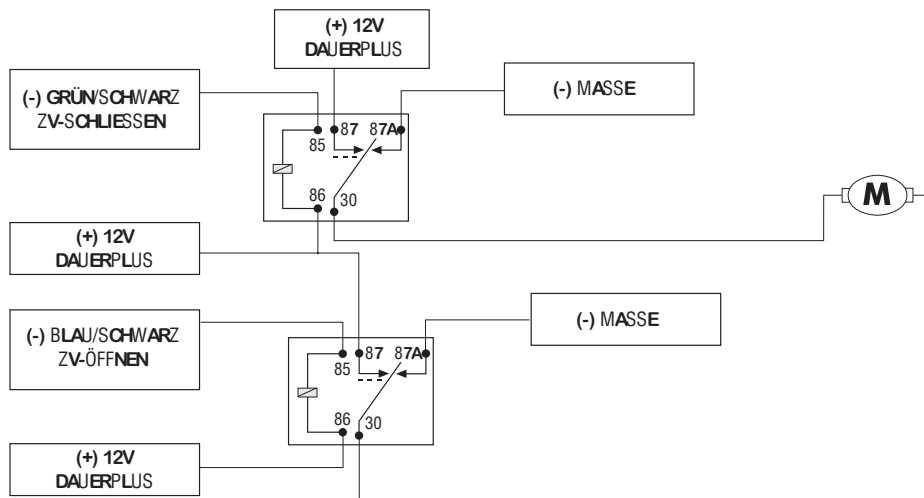 (+) 12V
DAUERPLUS
(-) GRÜN/SCHWARZ
ZV-SCHLIESSEN
(-) MASSE
87 87A
85
86 30
M
(+) 12V
DAUERPLUS
(-) BLAU/SCHWARZ
ZV-ÖFFNEN
(-) MASSE
87 87A
85
86 30
(+) 12V
DAUERPLUS